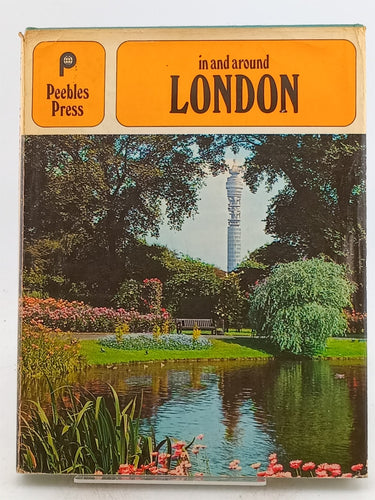 Peebles
Press
in and around
LONDON